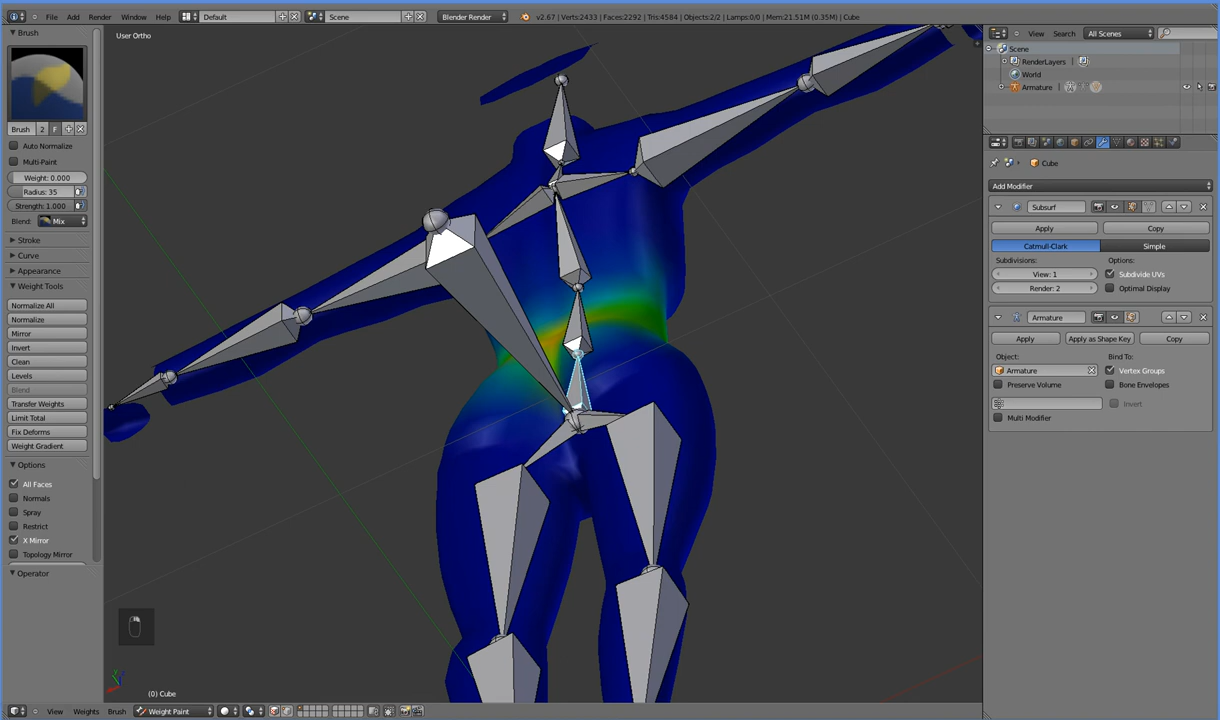 File Add Render Window Help Default Scene Blender Render v2.67 | Verts:2433 | Faces:2292 | Tris:4584 | Objects:2/2 | Lamps:0/0 | Mem:21.51M (0.35M) | Cube
Brush
Brush 2 F
Auto Normalize
Multi-Paint
Weight: 0.000
Radius: 35
Strength: 1.000
Blend: Mix
Stroke
Curve
Appearance
Weight Tools
Normalize All
Normalize
Mirror
Invert
Clean
Levels
Blend
Transfer Weights
Limit Total
Fix Deforms
Weight Gradient
Options
All Faces
Normals
Spray
Restrict
X Mirror
Topology Mirror
Operator
User Ortho
(0) Cube
View Weights Brush Weight Paint
View Search All Scenes
Scene
RenderLayers |
World
Armature |
Cube
Add Modifier
Subsurf
Apply Copy
Catmull-Clark Simple
Subdivisions: Options:
View: 1 Subdivide UVs
Render: 2 Optimal Display
Armature
Apply Apply as Shape Key Copy
Object: Bind To:
Armature Vertex Groups
Preserve Volume Bone Envelopes
Invert
Multi Modifier